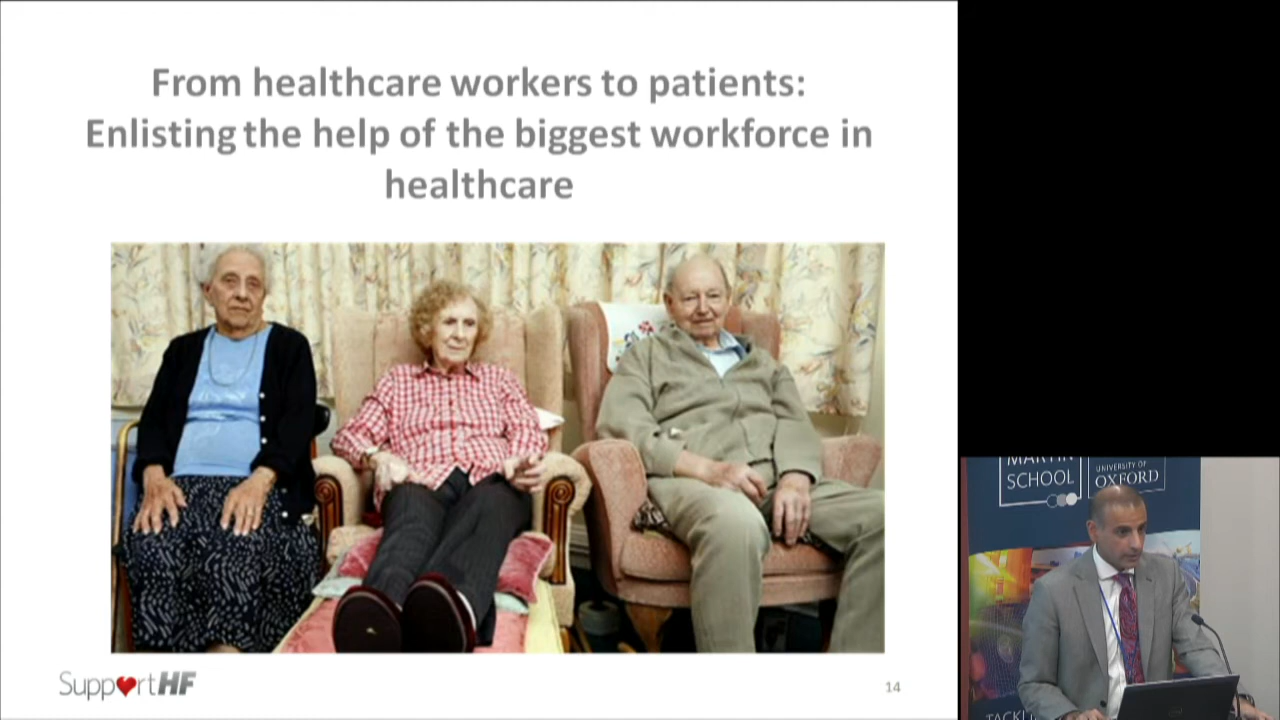 From healthcare workers to patients:
Enlisting the help of the biggest workforce in
healthcare
SupportHF
14
MARTIN
SCHOOL
UNIVERSITY OF
OXFORD